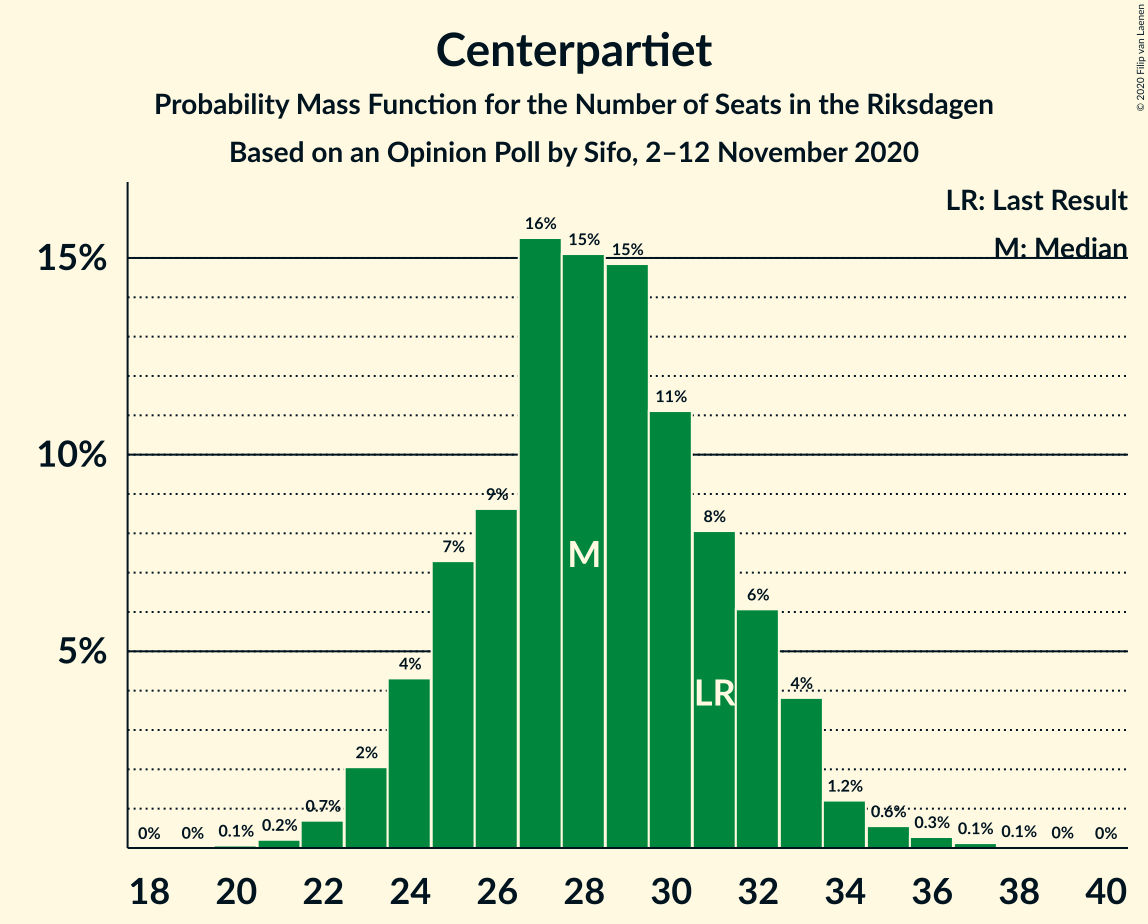 Centerpartiet
Probability Mass Function for the Number of Seats in the Riksdagen
Based on an Opinion Poll by Sifo, 2–12 November 2020
© 2020 Filip van Laenen
LR: Last Result
M: Median
15%
10%
5%
0%
0%
0.1%
0.2%
0.7%
2%
4%
7%
9%
16%
15%
15%
11%
8%
6%
4%
1.2%
0.6%
0.3%
0.1%
0.1%
0%
0%
M
LR
18 20 22 24 26 28 30 32 34 36 38 40